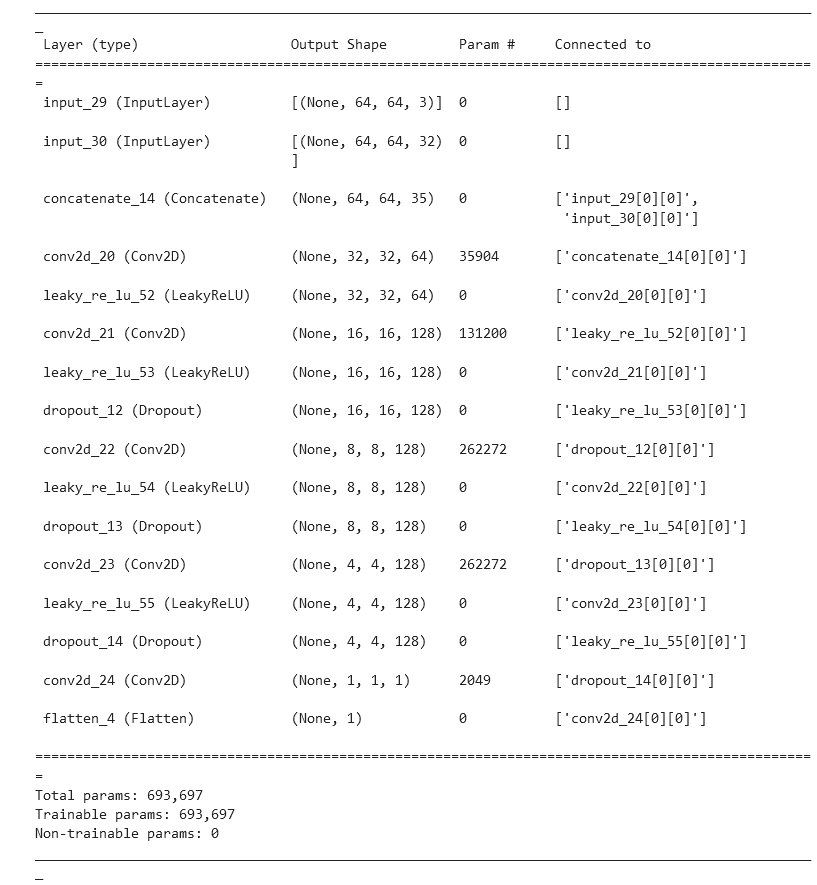 Layer (type) Output Shape Param # Connected to
=================================================================================================
=
input_29 (InputLayer) [(None, 64, 64, 3)] 0 []
input_30 (InputLayer) [(None, 64, 64, 32) 0 []
]
concatenate_14 (Concatenate) (None, 64, 64, 35) 0 ['input_29[0][0]',
'input_30[0][0]']
conv2d_20 (Conv2D) (None, 32, 32, 64) 35904 ['concatenate_14[0][0]']
leaky_re_lu_52 (LeakyReLU) (None, 32, 32, 64) 0 ['conv2d_20[0][0]']
conv2d_21 (Conv2D) (None, 16, 16, 128) 131200 ['leaky_re_lu_52[0][0]']
leaky_re_lu_53 (LeakyReLU) (None, 16, 16, 128) 0 ['conv2d_21[0][0]']
dropout_12 (Dropout) (None, 16, 16, 128) 0 ['leaky_re_lu_53[0][0]']
conv2d_22 (Conv2D) (None, 8, 8, 128) 262272 ['dropout_12[0][0]']
leaky_re_lu_54 (LeakyReLU) (None, 8, 8, 128) 0 ['conv2d_22[0][0]']
dropout_13 (Dropout) (None, 8, 8, 128) 0 ['leaky_re_lu_54[0][0]']
conv2d_23 (Conv2D) (None, 4, 4, 128) 262272 ['dropout_13[0][0]']
leaky_re_lu_55 (LeakyReLU) (None, 4, 4, 128) 0 ['conv2d_23[0][0]']
dropout_14 (Dropout) (None, 4, 4, 128) 0 ['leaky_re_lu_55[0][0]']
conv2d_24 (Conv2D) (None, 1, 1, 1) 2049 ['dropout_14[0][0]']
flatten_4 (Flatten) (None, 1) 0 ['conv2d_24[0][0]']
=================================================================================================
=
Total params: 693,697
Trainable params: 693,697
Non-trainable params: 0